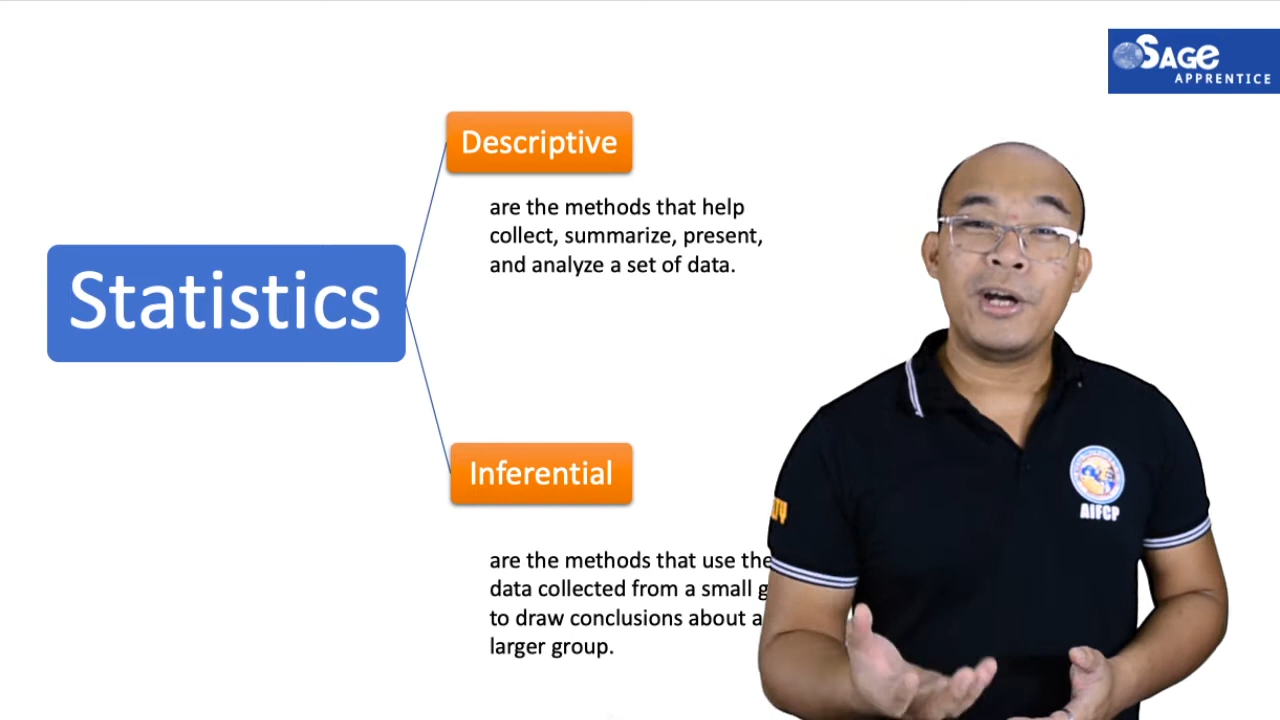 SAGE
APPRENTICE
Descriptive
are the methods that help
collect, summarize, present,
and analyze a set of data.
Statistics
Inferential
are the methods that use the
data collected from a small
to draw conclusions about a
larger group.
AIFCP